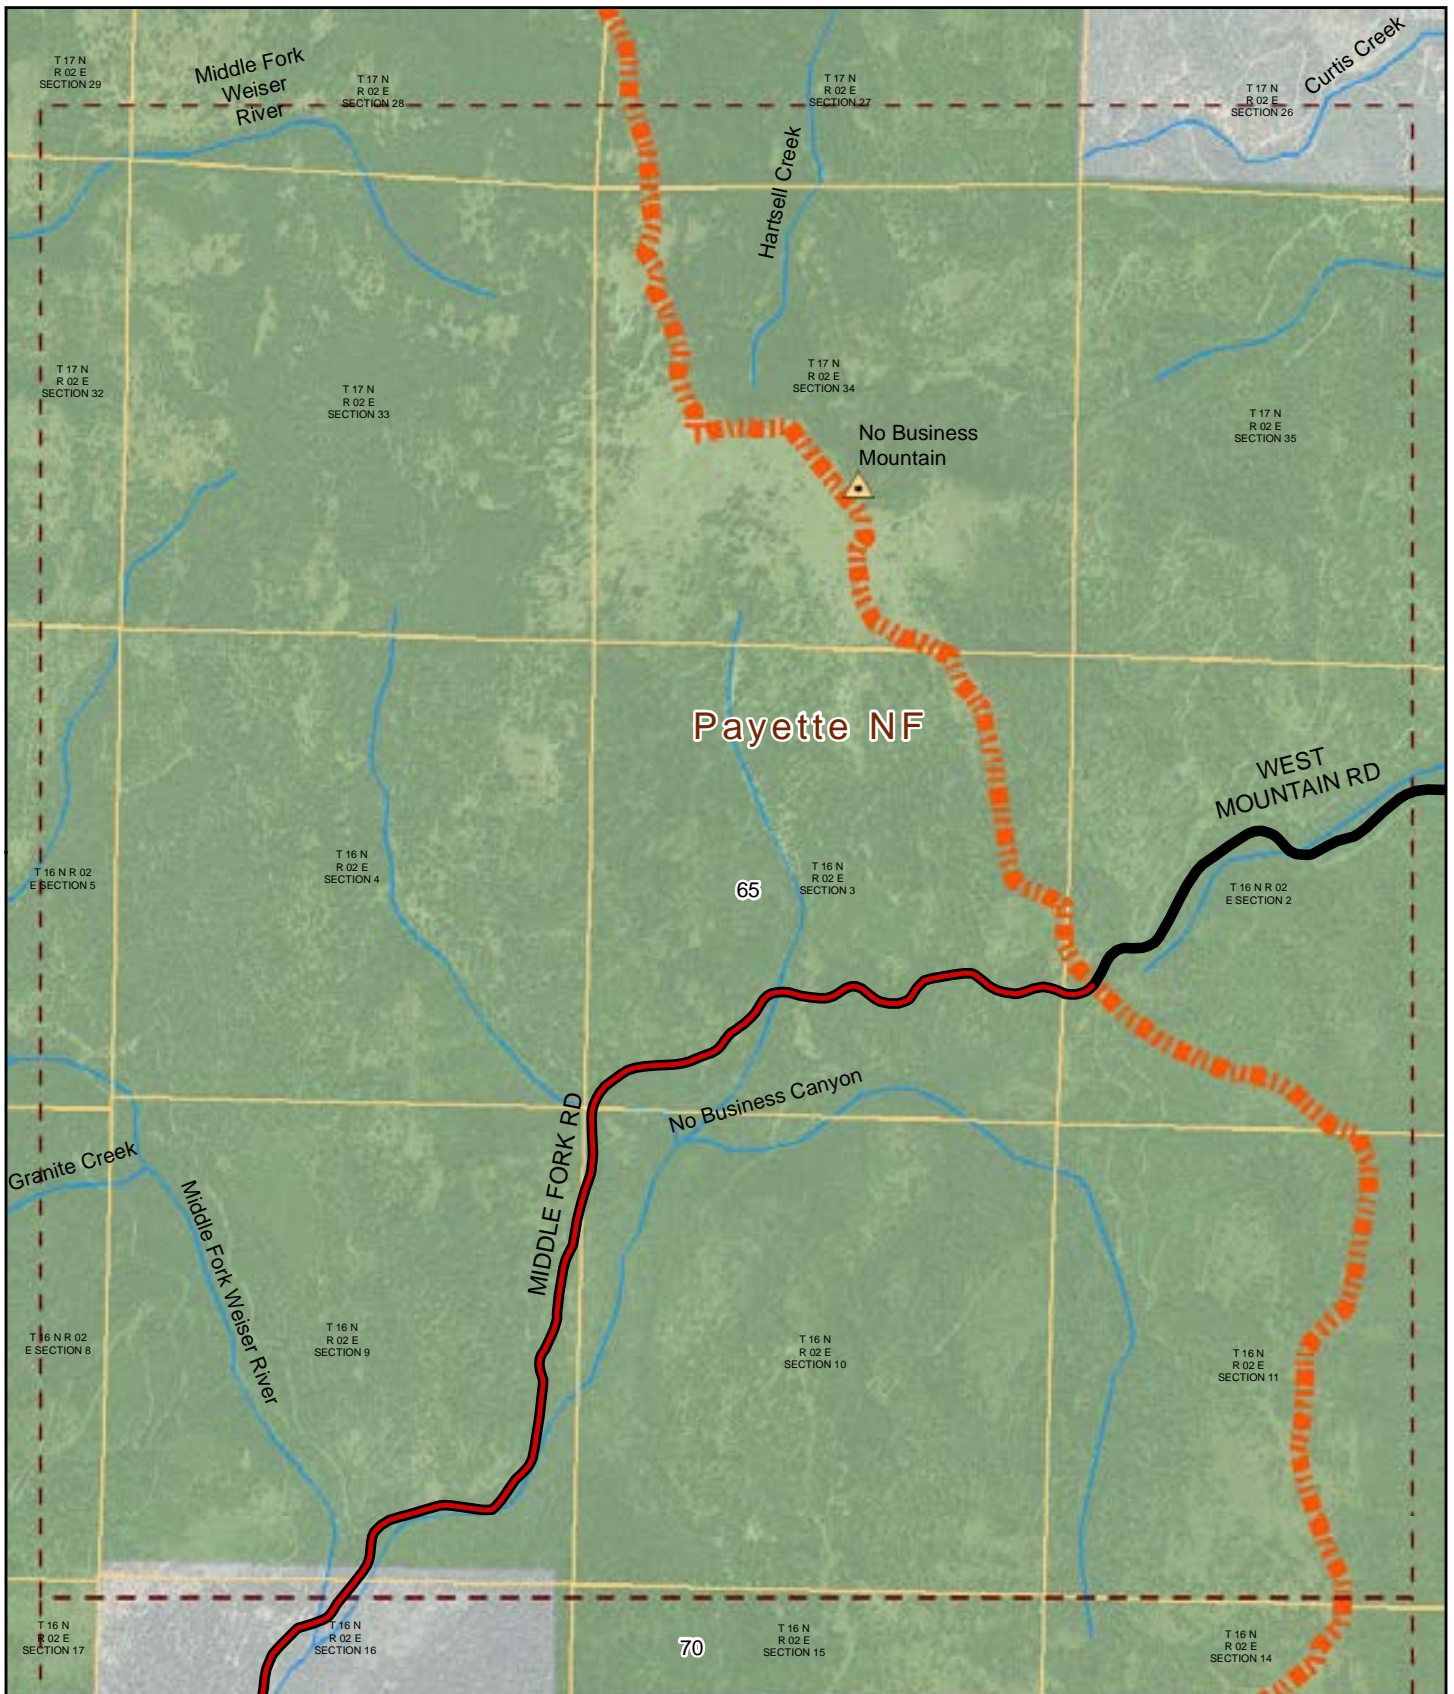 T 17 N
R 02 E
SECTION 29
Middle Fork
Weiser
River
T 17 N
R 02 E
SECTION 28
T 17 N
R 02 E
SECTION 27
T 17 N
R 02 E
SECTION 26
Curtis Creek
Hartsell Creek
T 17 N
R 02 E
SECTION 32
T 17 N
R 02 E
SECTION 33
T 17 N
R 02 E
SECTION 34
No Business
Mountain
T 17 N
R 02 E
SECTION 35
Payette NF
WEST
MOUNTAIN RD
T 16 N R 02
E SECTION 5
T 16 N
R 02 E
SECTION 4
65
T 16 N
R 02 E
SECTION 3
T 16 N R 02
E SECTION 2
No Business Canyon
MIDDLE FORK RD
Granite Creek
Middle Fork Weiser River
T 16 N R 02
E SECTION 8
T 16 N
R 02 E
SECTION 9
T 16 N
R 02 E
SECTION 10
T 16 N
R 02 E
SECTION 11
T 16 N
R 02 E
SECTION 17
T 16 N
R 02 E
SECTION 16
70
T 16 N
R 02 E
SECTION 15
T 16 N
R 02 E
SECTION 14